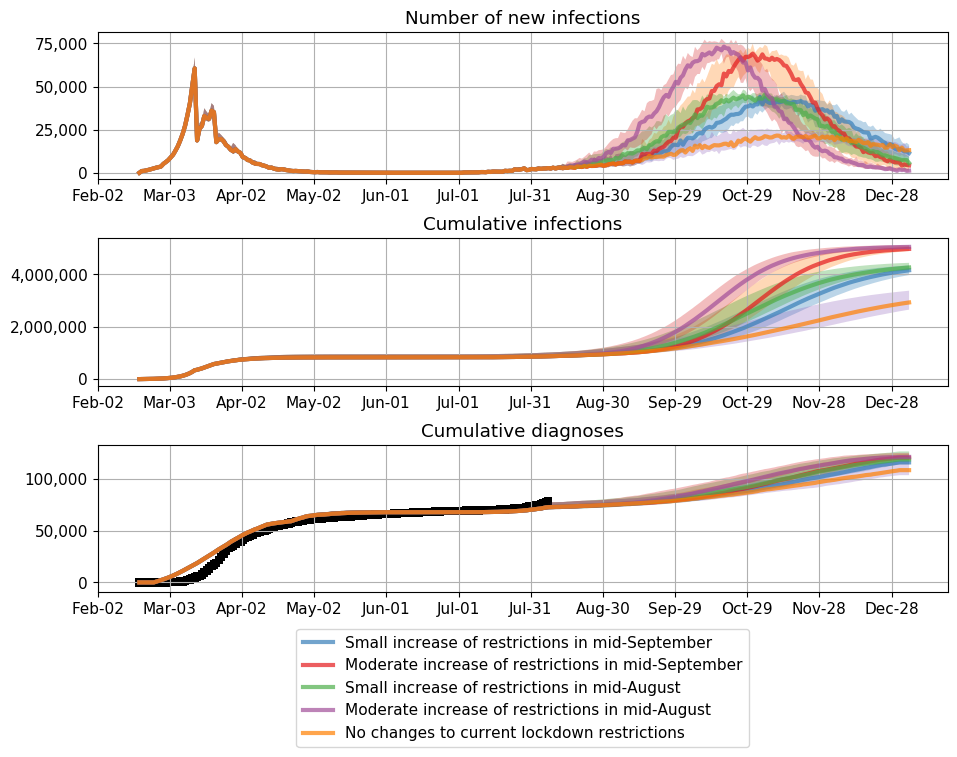 Number of new infections
75,000
50,000
25,000
0
Feb-02 Mar-03 Apr-02 May-02 Jun-01 Jul-01 Jul-31 Aug-30 Sep-29 Oct-29 Nov-28 Dec-28
Cumulative infections
4,000,000
2,000,000
0
Feb-02 Mar-03 Apr-02 May-02 Jun-01 Jul-01 Jul-31 Aug-30 Sep-29 Oct-29 Nov-28 Dec-28
Cumulative diagnoses
100,000
50,000
0
Feb-02 Mar-03 Apr-02 May-02 Jun-01 Jul-01 Jul-31 Aug-30 Sep-29 Oct-29 Nov-28 Dec-28
Small increase of restrictions in mid-September
Moderate increase of restrictions in mid-September
Small increase of restrictions in mid-August
Moderate increase of restrictions in mid-August
No changes to current lockdown restrictions